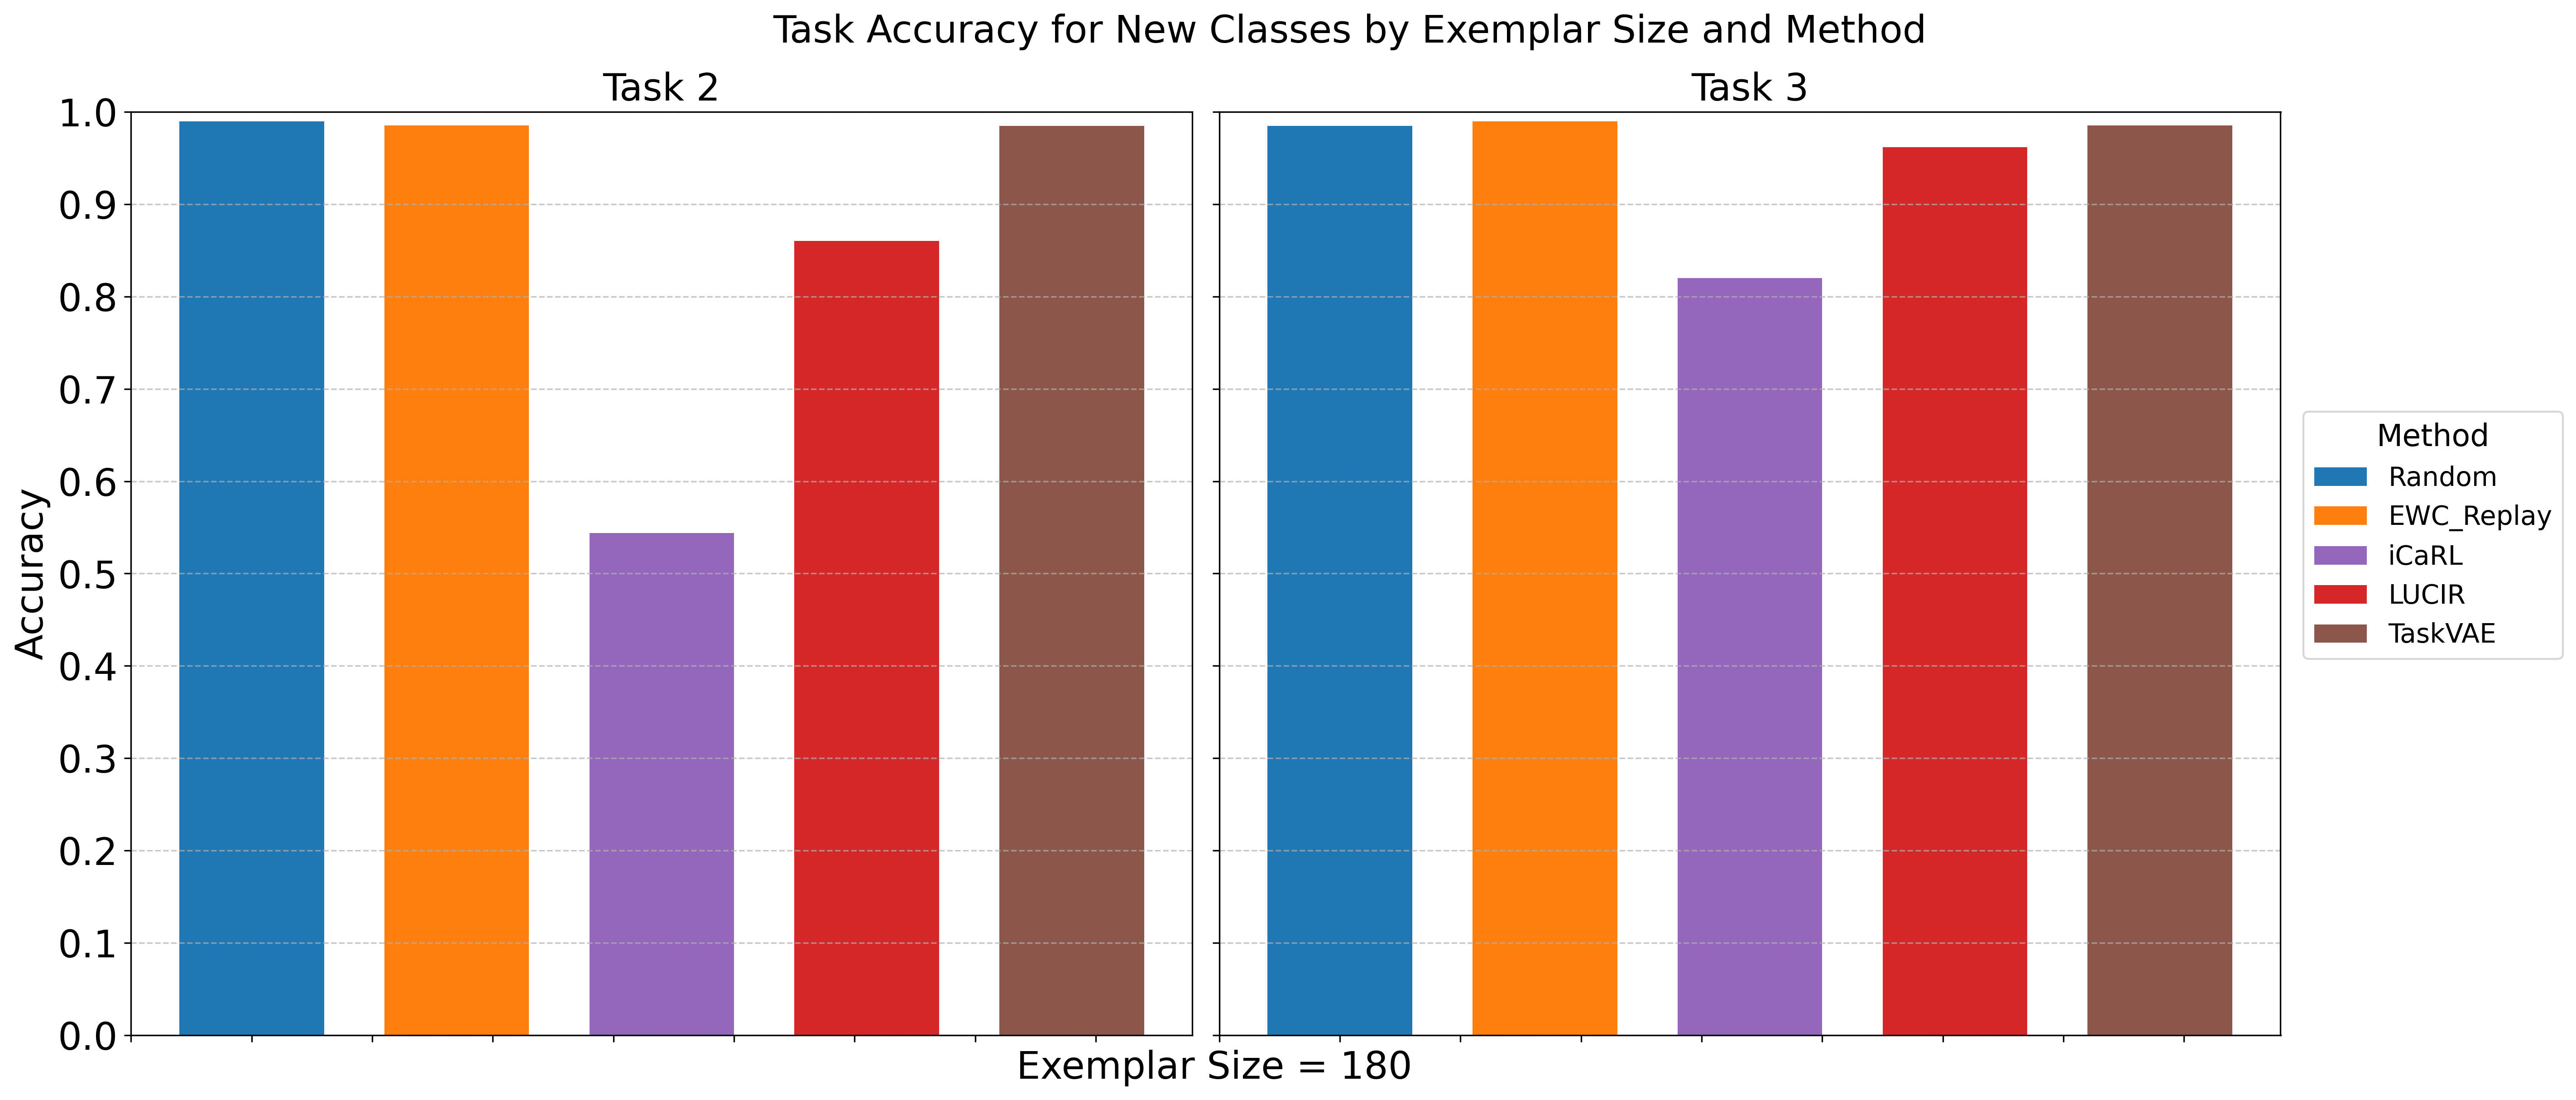 Task Accuracy for New Classes by Exemplar Size and Method
Task 2
Task 3
1.0
0.9
0.8
0.7
0.6
0.5
0.4
0.3
0.2
0.1
0.0
Accuracy
Exemplar Size = 180
Method
Random
EWC_Replay
iCaRL
LUCIR
TaskVAE